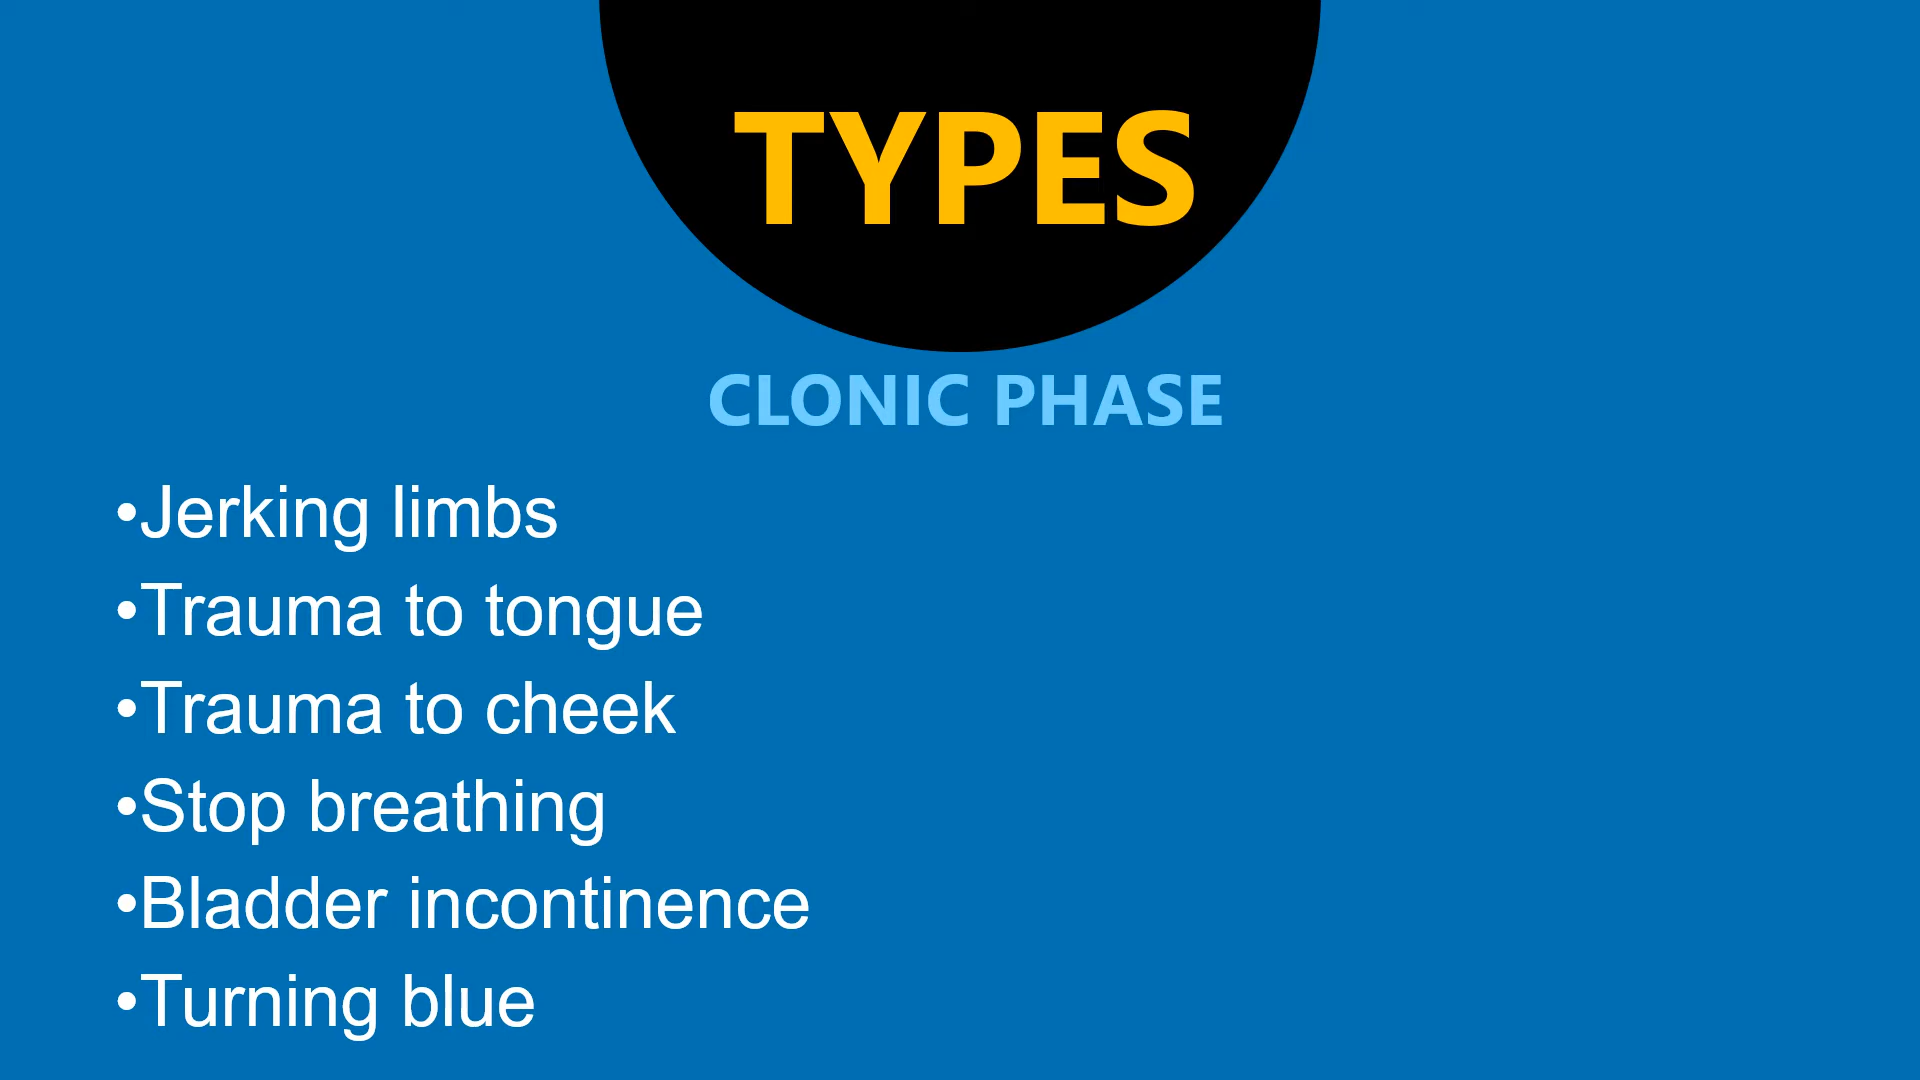 TYPES
CLONIC PHASE
•Jerking limbs
•Trauma to tongue
•Trauma to cheek
•Stop breathing
•Bladder incontinence
•Turning blue